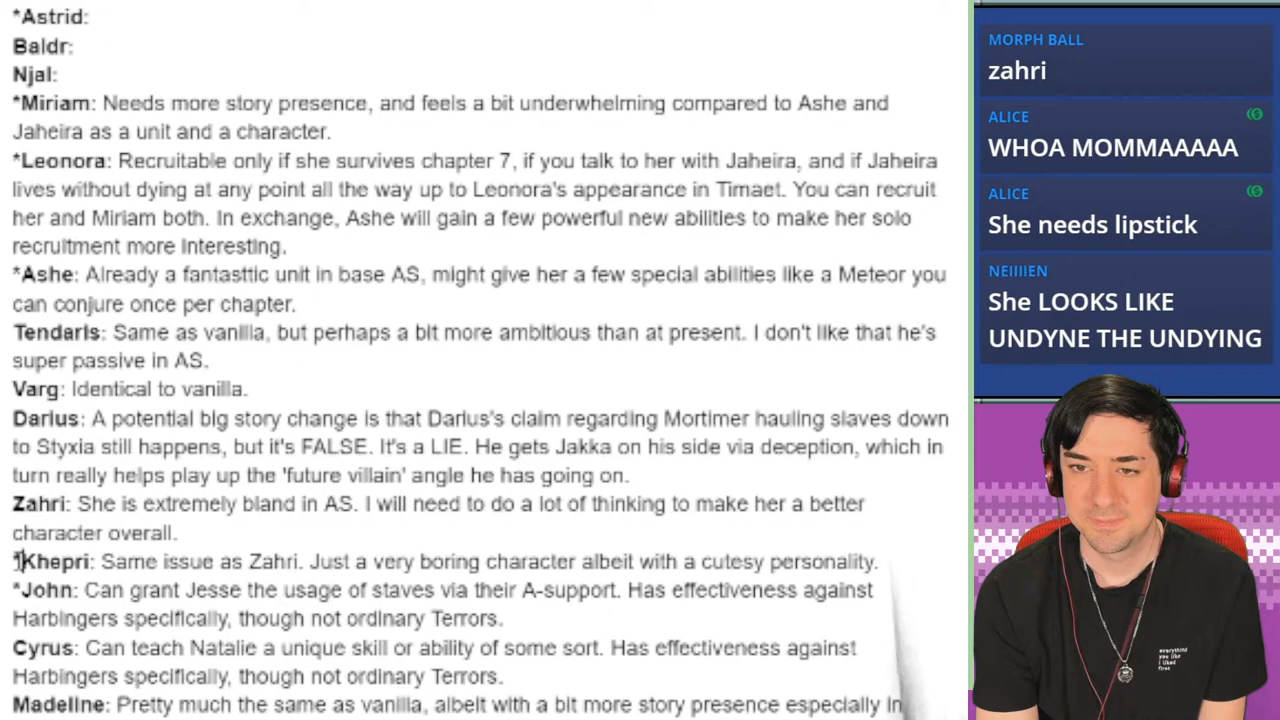 *Astrid:
Baldr:
Njal:
*Miriam: Needs more story presence, and feels a bit underwhelming compared to Ashe and
Jaheira as a unit and a character.
*Leonora: Recruitable only if she survives chapter 7, if you talk to her with Jaheira, and if Jaheira
lives without dying at any point all the way up to Leonora's appearance in Timaet. You can recruit
her and Miriam both. In exchange, Ashe will gain a few powerful new abilities to make her solo
recruitment more interesting.
*Ashe: Already a fantasttic unit in base AS, might give her a few special abilities like a Meteor you
can conjure once per chapter.
Tendaris: Same as vanilla, but perhaps a bit more ambitious than at present. I don't like that he's
super passive in AS.
Varg: Identical to vanilla.
Darius: A potential big story change is that Darius's claim regarding Mortimer hauling slaves down
to Styxia still happens, but it's FALSE. It's a LIE. He gets Jakka on his side via deception, which in
turn really helps play up the 'future villain' angle he has going on.
Zahri: She is extremely bland in AS. I will need to do a lot of thinking to make her a better
character overall.
*Khepri: Same issue as Zahri. Just a very boring character albeit with a cutesy personality.
*John: Can grant Jesse the usage of staves via their A-support. Has effectiveness against
Harbingers specifically, though not ordinary Terrors.
Cyrus: Can teach Natalie a unique skill or ability of some sort. Has effectiveness against
Harbingers specifically, though not ordinary Terrors.
Madeline: Pretty much the same as vanilla, albeit with a bit more story presence especially in
MORPH BALL
zahri
ALICE
WHOA MOMMAAAAA
ALICE
She needs lipstick
NEIIIIEN
She LOOKS LIKE
UNDYNE THE UNDYING
everything
you like
i liked
first